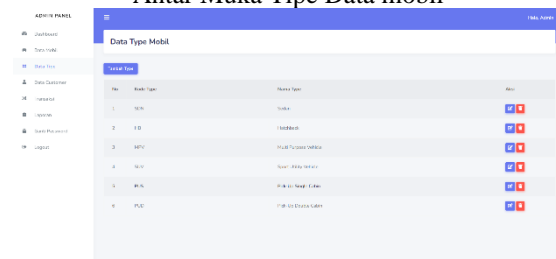 Antar Muka Tipe Data mobil
ADMIN PANEL
Halo, Admin
Dashboard
Data Type Mobil
Data Mobil
Data Tipe
Tambah Type
Data Customer
No Kode Type Nama Type Aksi
Transaksi
1 SDN Sedan
Laporan
2 HB Hatchback
Ganti Password
3 MPV Multi Purpose Vehicle
Logout
4 SUV Sport Utility Vehicle
5 PUS Pick Up Single Cabin
6 PUD Pick Up Double Cabin